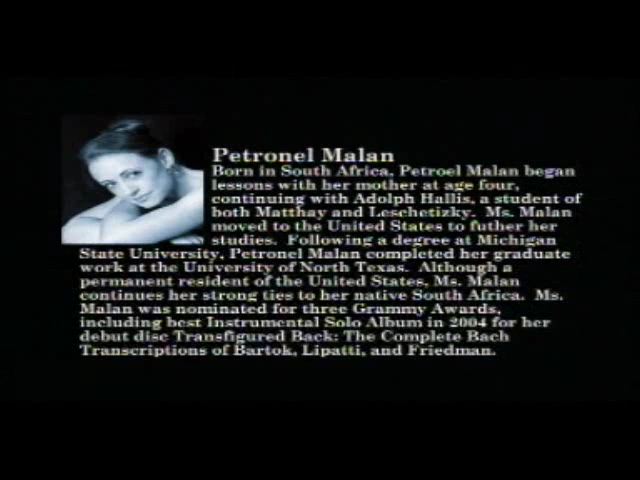 Petronel Malan
Born in South Africa, Petroel Malan began
lessons with her mother at age four,
continuing with Adolph Hallis, a student of
both Matthay and Leschetizky. Ms. Malan
moved to the United States to futher her
studies. Following a degree at Michigan
State University, Petronel Malan completed her graduate
work at the University of North Texas. Although a
permanent resident of the United States, Ms. Malan
continues her strong ties to her native South Africa. Ms.
Malan was nominated for three Grammy Awards,
including best Instrumental Solo Album in 2004 for her
debut disc Transfigured Back: The Complete Bach
Transcriptions of Bartok, Lipatti, and Friedman.